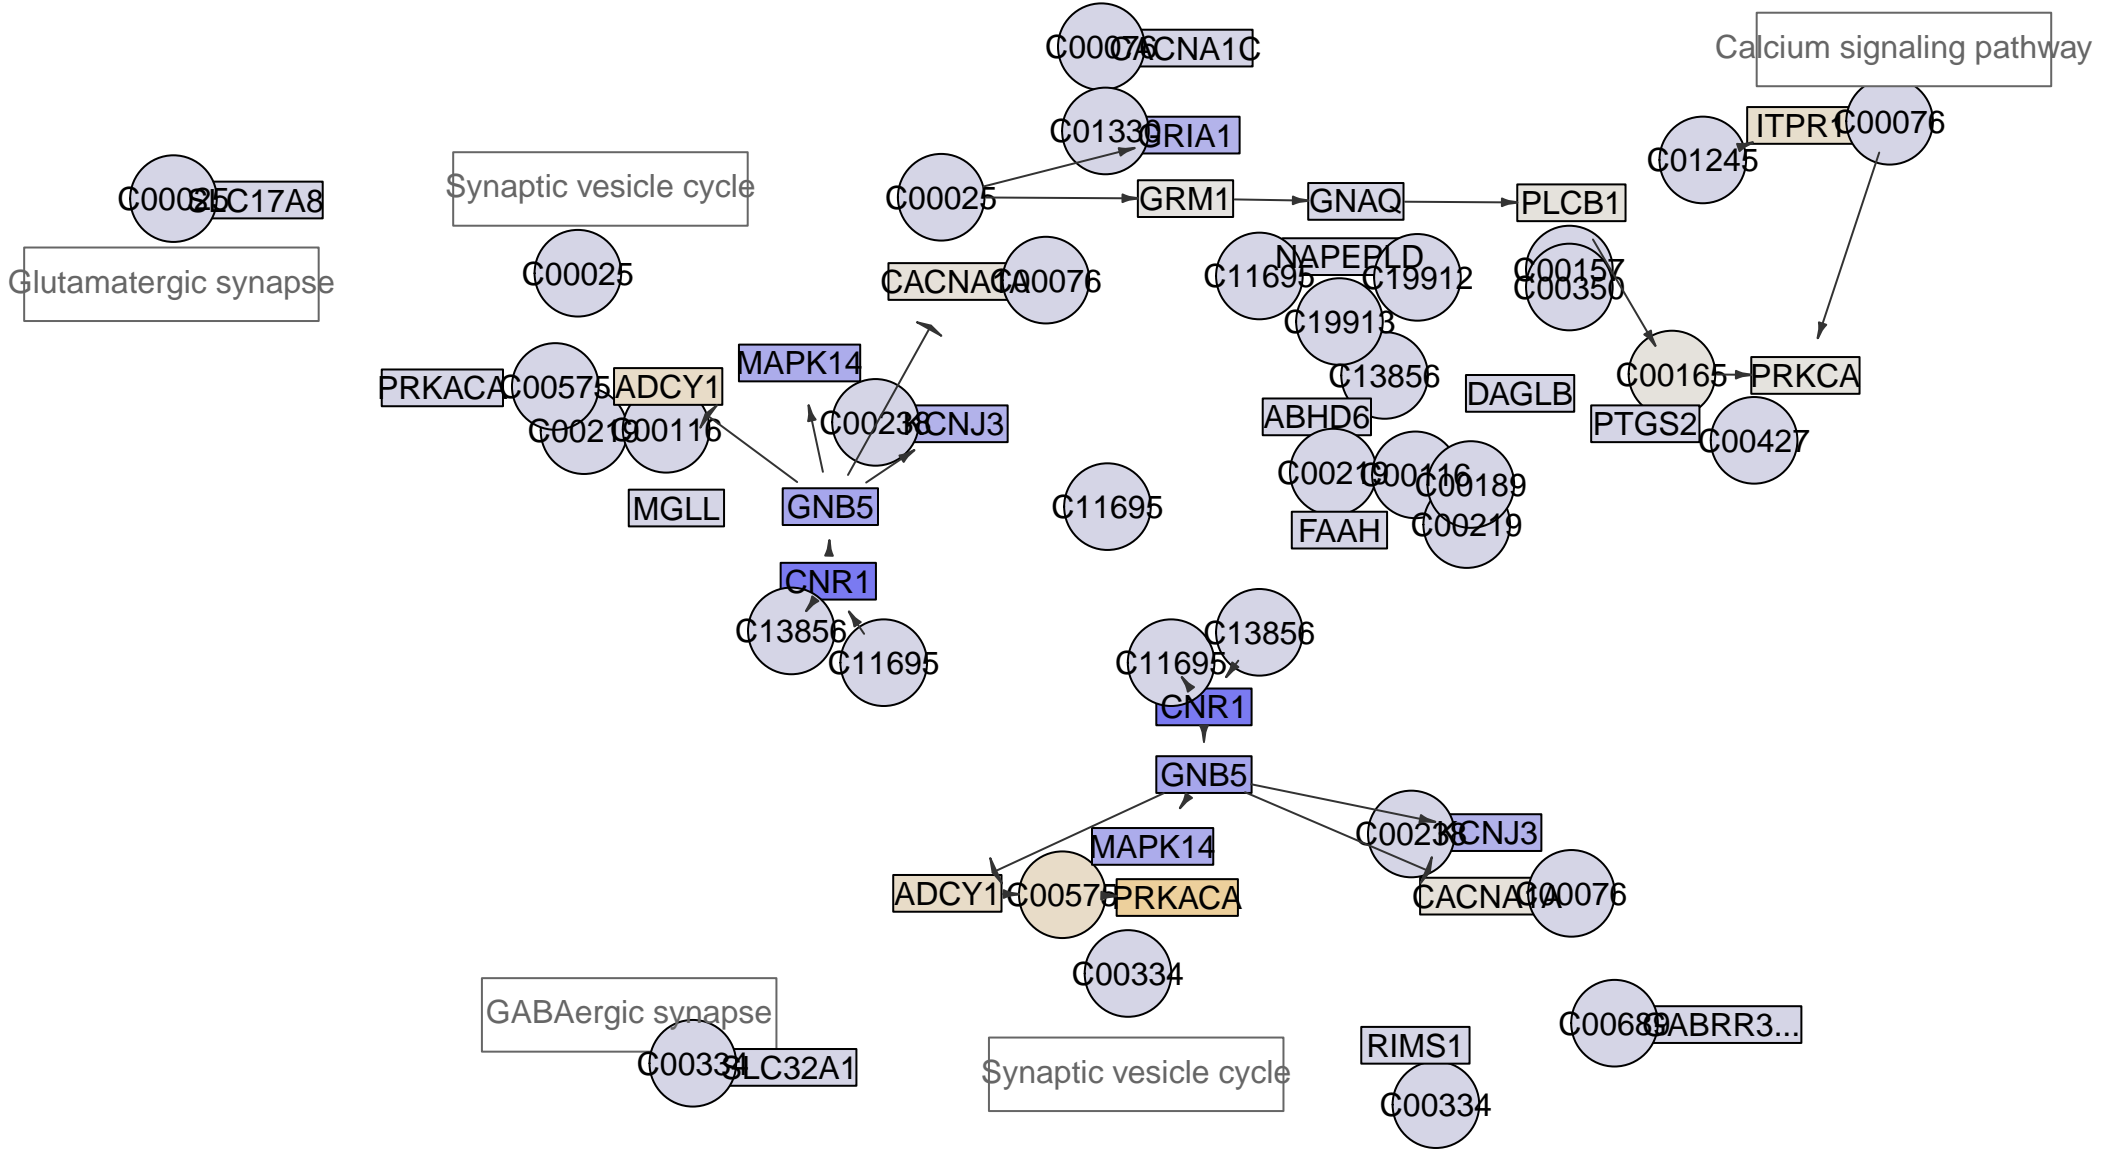 C00076
CACNA1C
Calcium signaling pathway
C01330
GRIA1
ITPR1
C00076
C01245
C00025
SLC17A8
Synaptic vesicle cycle
C00025
GRM1
GNAQ
PLCB1
Glutamatergic synapse
C00025
CACNA1A
C00076
C11695
NAPEPLD
C19912
C00157
C00350
C19913
MAPK14
C13856
C00165
PRKCA
PRKACA
C00575
ADCY1
DAGLB
C00219
C00116
C00238
KCNJ3
ABHD6
PTGS2
C00427
C00219
C00116
C00189
MGLL
GNB5
C11695
FAAH
C00219
CNR1
C13856
C11695
C11695
C13856
CNR1
GNB5
MAPK14
C00238
KCNJ3
ADCY1
C00575
PRKACA
CACNA1A
C00076
C00334
GABAergic synapse
C00334
SLC32A1
Synaptic vesicle cycle
RIMS1
C00334
C00689
GABRR3...